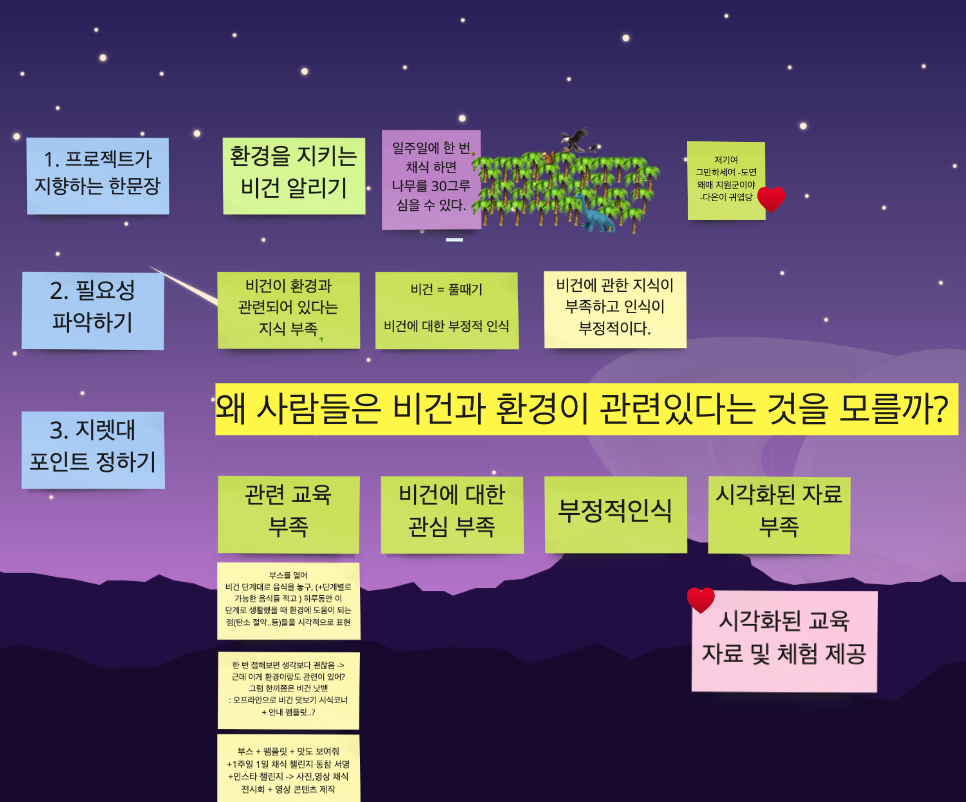 1. 프로젝트가
지향하는 한문장
환경을 지키는
비건 알리기
일주일에 한 번
채식 하면
나무를 30그루
심을 수 있다.
저기여
그만하세여 -도연
왜애 지원군이야
-다온이 귀엽당
2. 필요성
파악하기
비건이 환경과
관련되어 있다는
지식 부족
비건 = 풀때기
비건에 대한 부정적 인식
비건에 관한 지식이
부족하고 인식이
부정적이다.
3. 지렛대
포인트 정하기
왜 사람들은 비건과 환경이 관련있다는 것을 모를까?
관련 교육
부족
비건에 대한
관심 부족
부정적인식
시각화된 자료
부족
부스를 열어
비건 단계대로 음식을 놓구, (+단계별로
가능한 음식들 적고 ) 하루동안 이
단계로 생활했을 때 환경에 도움이 되는
점(탄소 절약..등)들을 시각적으로 표현
한 번 접해보면 생각보다 괜찮음 ->
근데 이게 환경이랑도 관련이 있어?
그럼 한끼쯤은 비건 낫밷
: 오프라인으로 비건 맛보기 시식코너
+ 안내 팸플릿..?
부스 + 팸플릿 + 맛도 보여줘
+1주일 1일 채식 챌린지 동참 서명
+인스타 챌린지 -> 사진,영상 채식
전시회 + 영상 콘텐츠 제작
시각화된 교육
자료 및 체험 제공